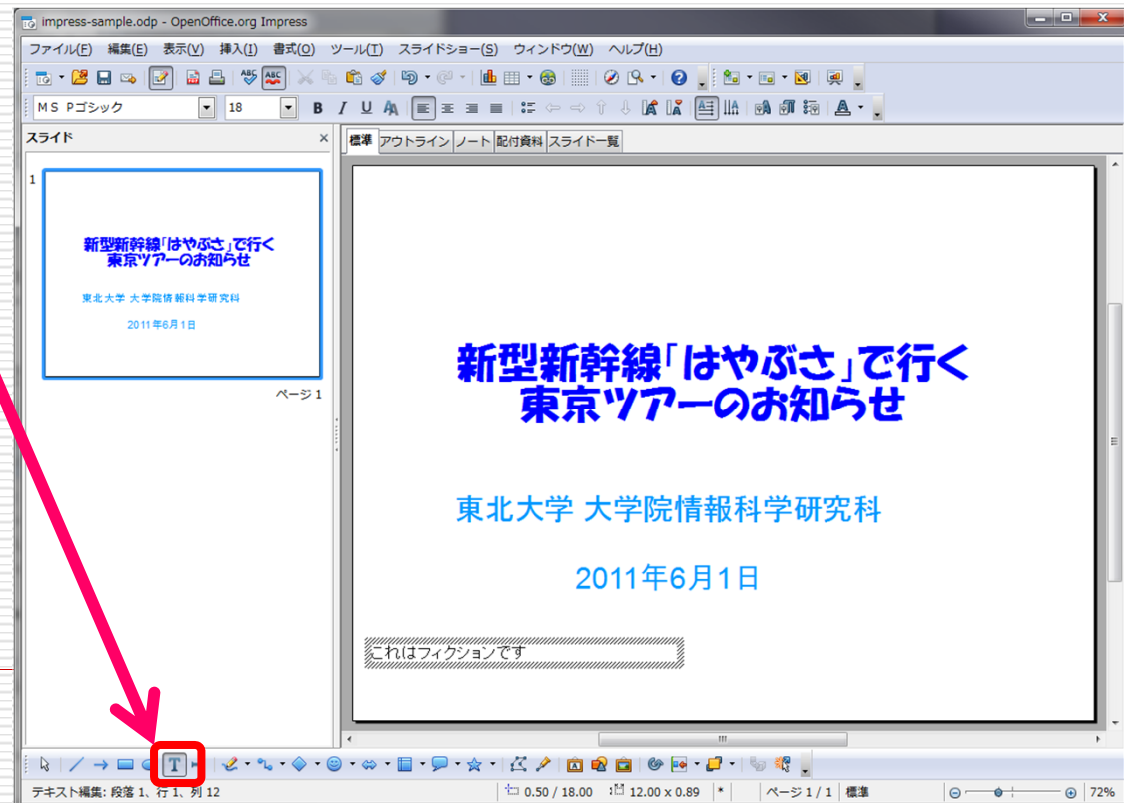 impress-sample.odp - OpenOffice.org Impress
ファイル(F) 編集(E) 表示(V) 挿入(I) 書式(O) ツール(T) スライドショー(S) ウィンドウ(W) ヘルプ(H)
ＭＳ Ｐゴシック 18
スライド
標準 アウトライン ノート 配付資料 スライド一覧
1
新型新幹線「はやぶさ」で行く
東京ツアーのお知らせ
東北大学 大学院情報科学研究科
2011年6月1日
ページ 1
新型新幹線「はやぶさ」で行く
東京ツアーのお知らせ
東北大学 大学院情報科学研究科
2011年6月1日
これはフィクションです
テキスト編集: 段落 1、行 1、列 12 0.50 / 18.00 12.00 x 0.89 * ページ 1 / 1 標準 72%